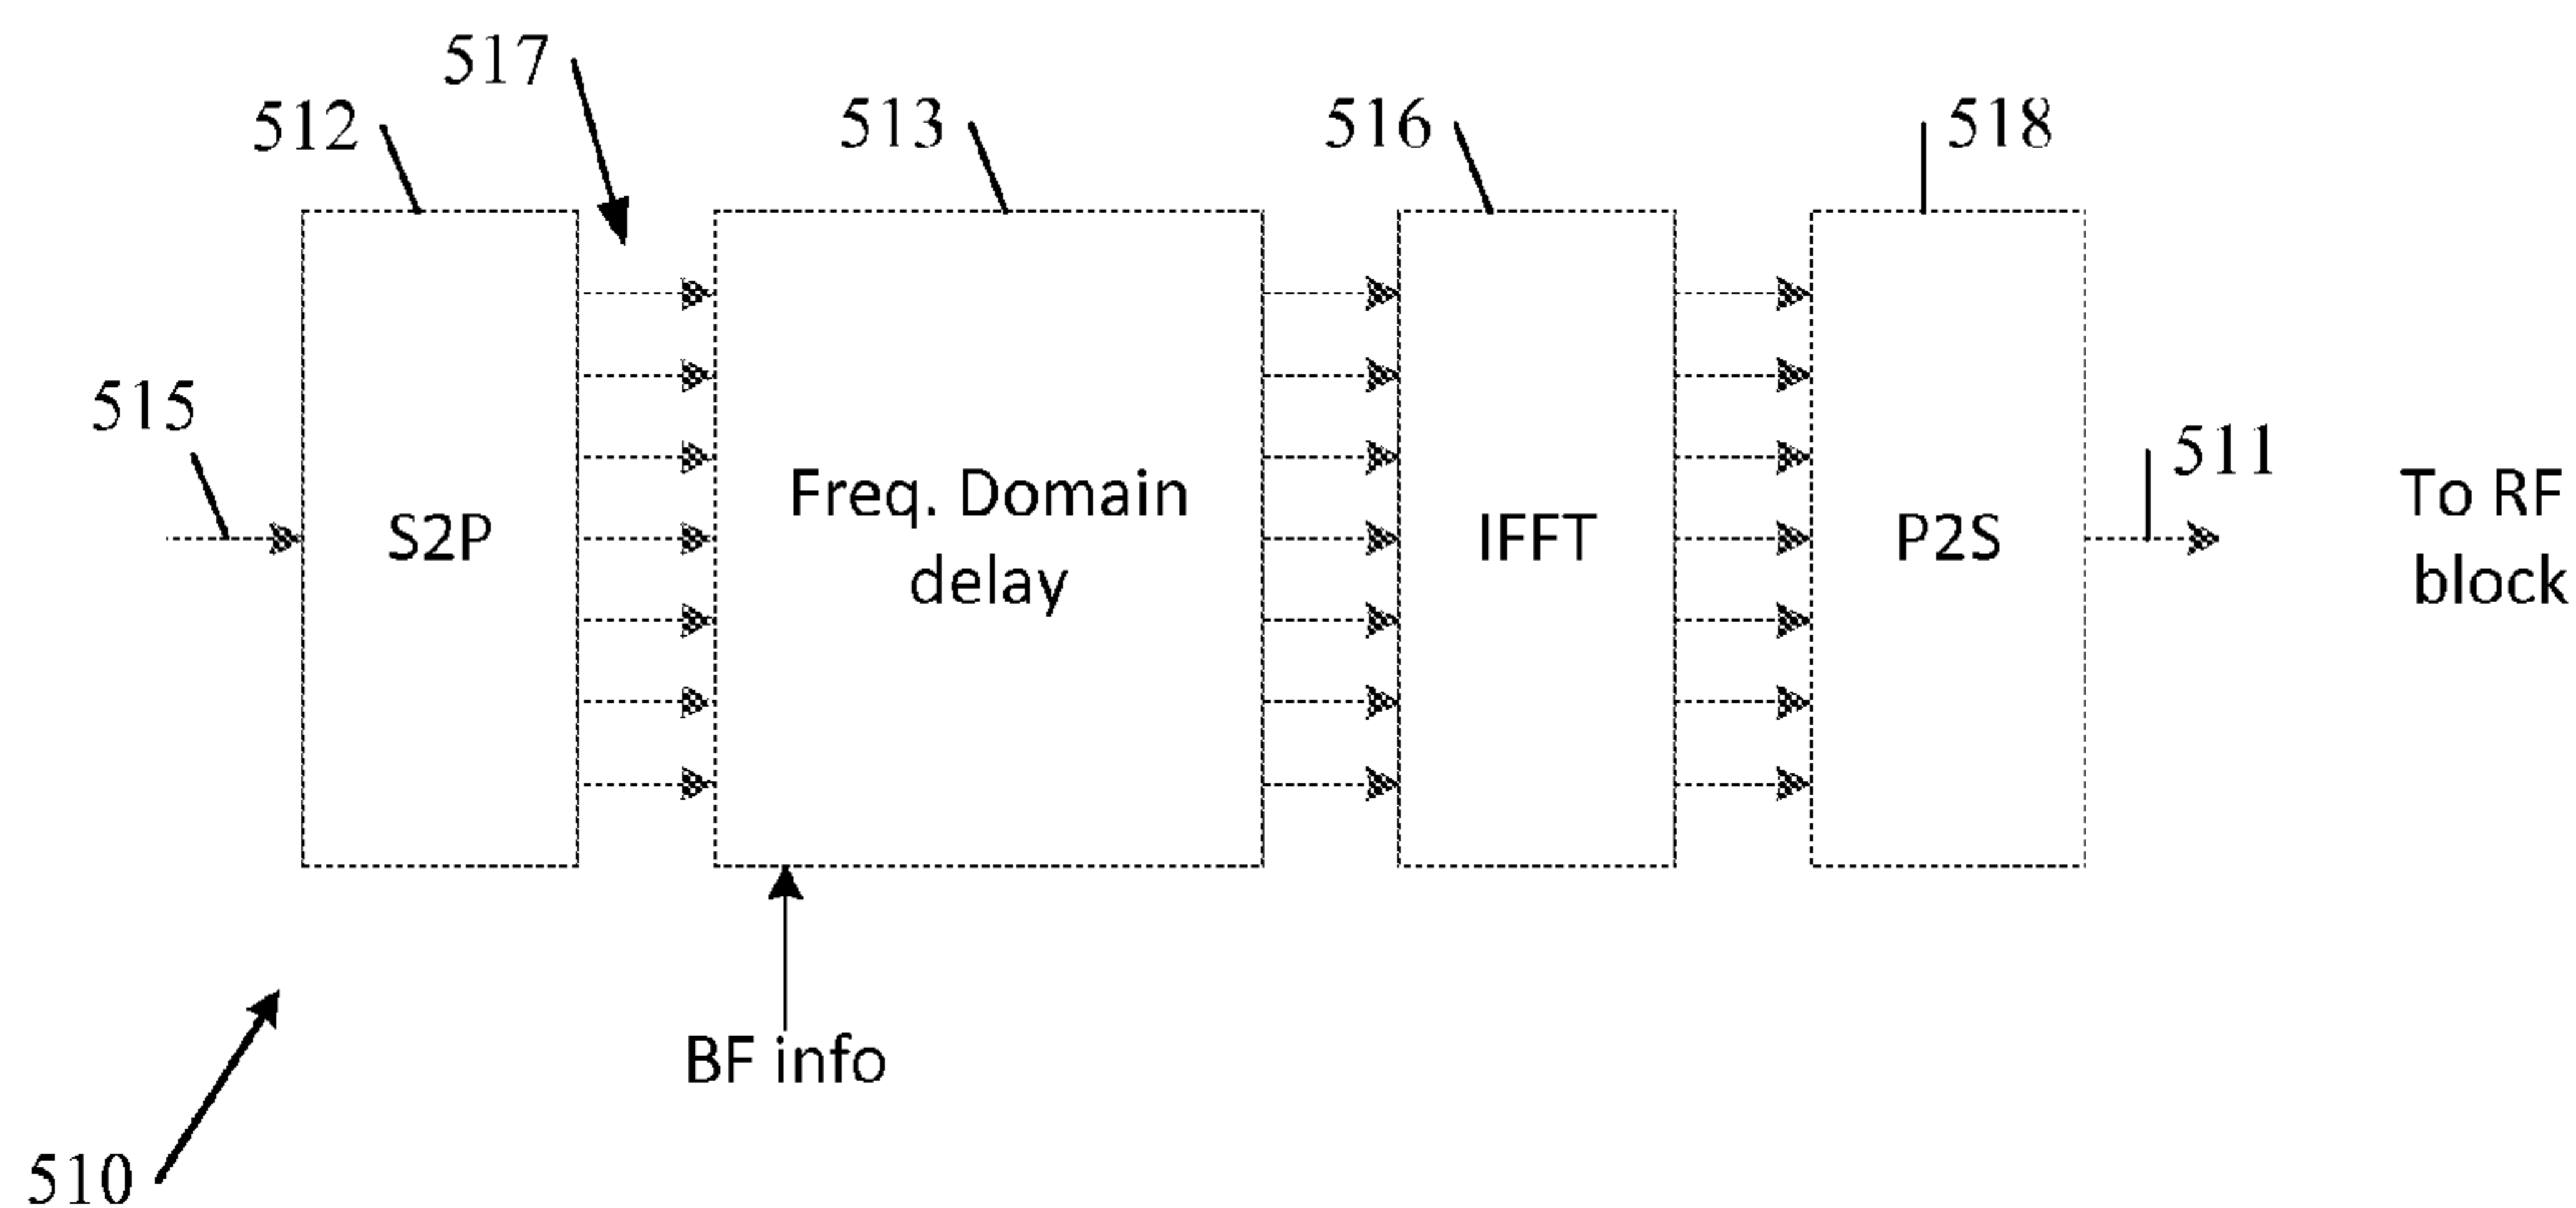 517
512
513
516
518
515
511
S2P
Freq. Domain
delay
IFFT
P2S
To RF
block
BF info
510